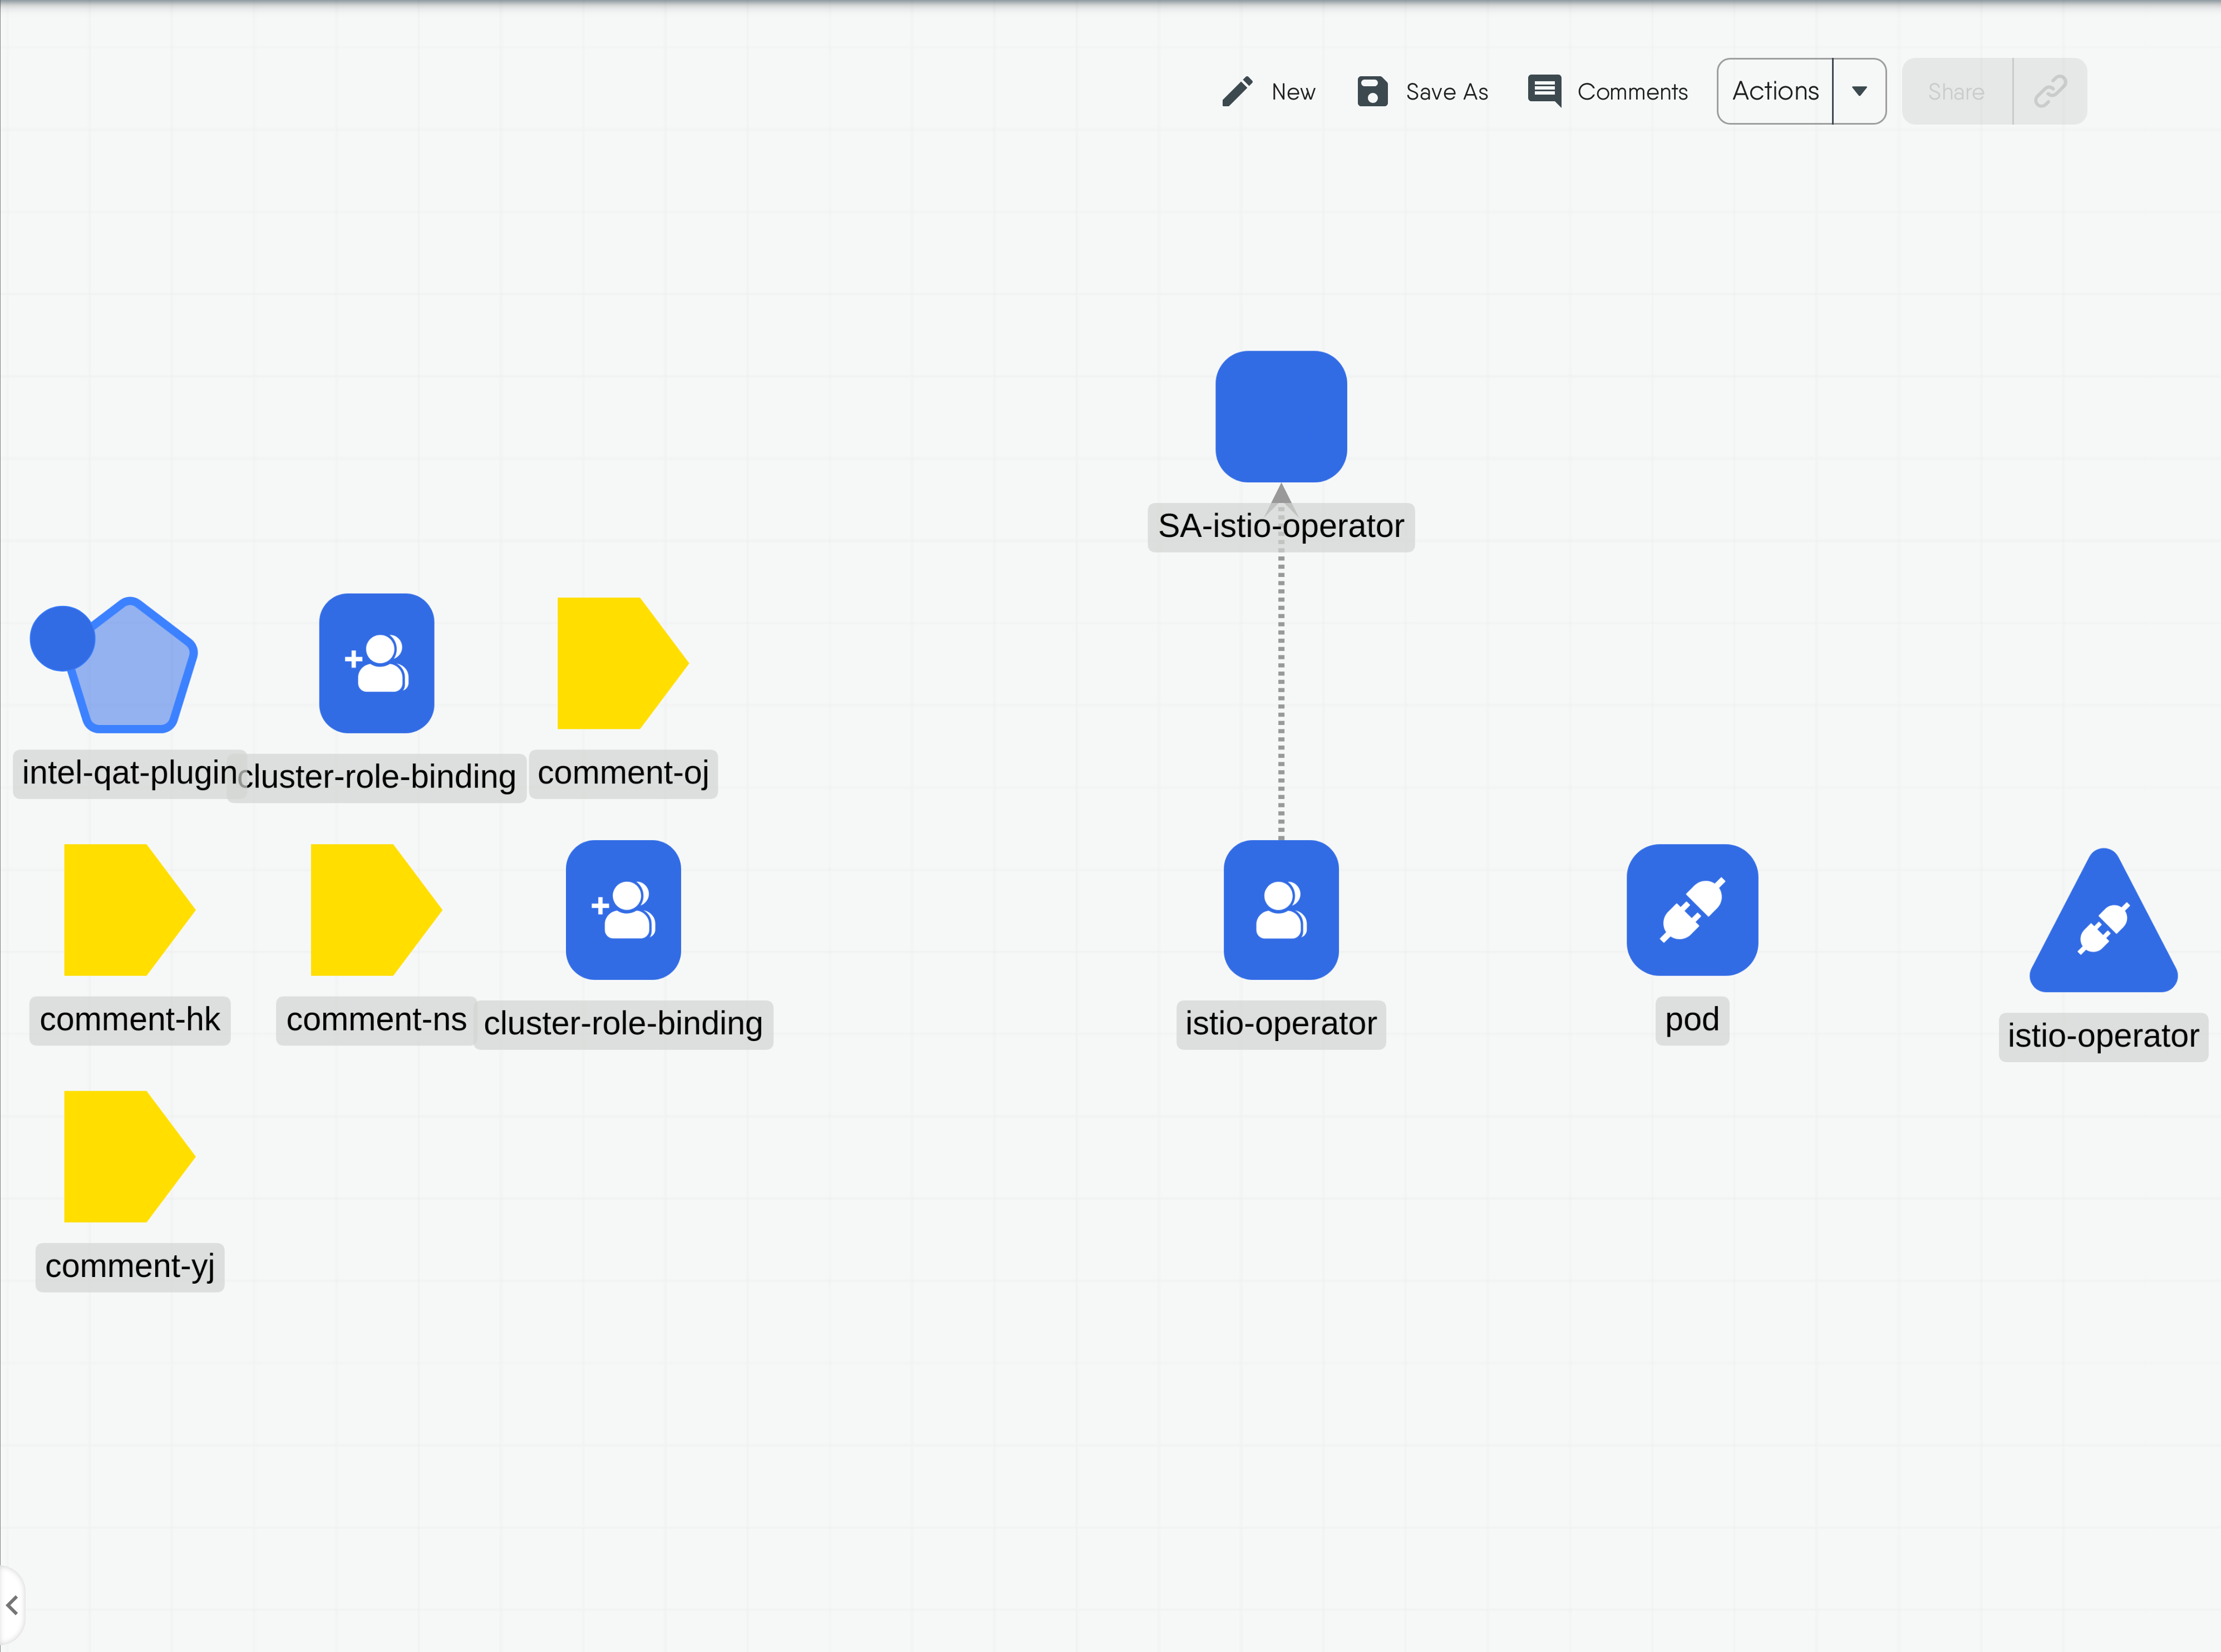 New
Save As
Comments
Actions
Share
SA-istio-operator
intel-qat-plugin
cluster-role-binding
comment-oj
comment-hk
comment-ns
cluster-role-binding
istio-operator
pod
istio-operator
comment-yj